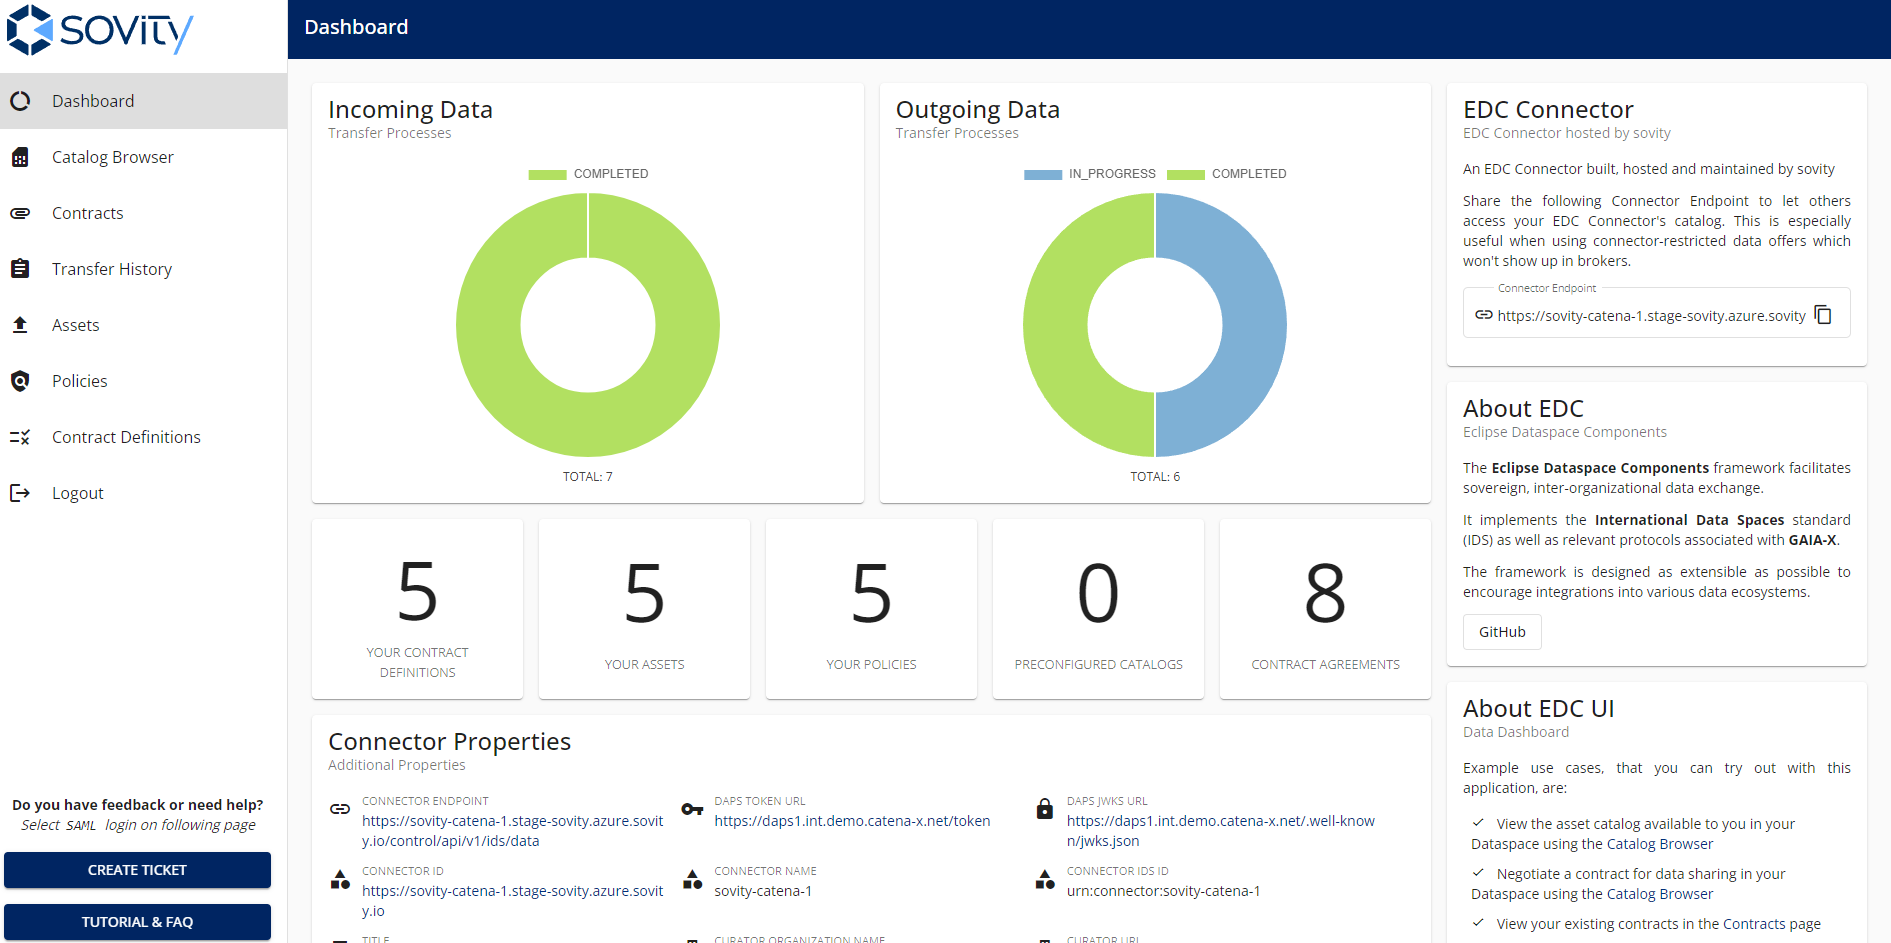 sovity
Dashboard
Catalog Browser
Contracts
Transfer History
Assets
Policies
Contract Definitions
Logout
Do you have feedback or need help?
Select SAML login on following page
CREATE TICKET
TUTORIAL & FAQ
Dashboard
Incoming Data
Transfer Processes
COMPLETED
TOTAL: 7
Outgoing Data
Transfer Processes
IN_PROGRESS COMPLETED
TOTAL: 6
5
YOUR CONTRACT
DEFINITIONS
5
YOUR ASSETS
5
YOUR POLICIES
0
PRECONFIGURED CATALOGS
8
CONTRACT AGREEMENTS
Connector Properties
Additional Properties
CONNECTOR ENDPOINT
https://sovity-catena-1.stage-sovity.azure.sovit
y.io/control/api/v1/ids/data
DAPS TOKEN URL
https://daps1.int.demo.catena-x.net/token
DAPS JWKS URL
https://daps1.int.demo.catena-x.net/.well-know
n/jwks.json
CONNECTOR ID
https://sovity-catena-1.stage-sovity.azure.sovit
y.io
CONNECTOR NAME
sovity-catena-1
CONNECTOR IDS ID
urn:connector:sovity-catena-1
TITLE
CURATOR ORGANIZATION NAME
CURATOR URL
EDC Connector
EDC Connector hosted by sovity
An EDC Connector built, hosted and maintained by sovity
Share the following Connector Endpoint to let others
access your EDC Connector's catalog. This is especially
useful when using connector-restricted data offers which
won't show up in brokers.
Connector Endpoint
https://sovity-catena-1.stage-sovity.azure.sovity
About EDC
Eclipse Dataspace Components
The Eclipse Dataspace Components framework facilitates
sovereign, inter-organizational data exchange.
It implements the International Data Spaces standard
(IDS) as well as relevant protocols associated with GAIA-X.
The framework is designed as extensible as possible to
encourage integrations into various data ecosystems.
GitHub
About EDC UI
Data Dashboard
Example use cases, that you can try out with this
application, are:
View the asset catalog available to you in your
Dataspace using the Catalog Browser
Negotiate a contract for data sharing in your
Dataspace using the Catalog Browser
View your existing contracts in the Contracts page